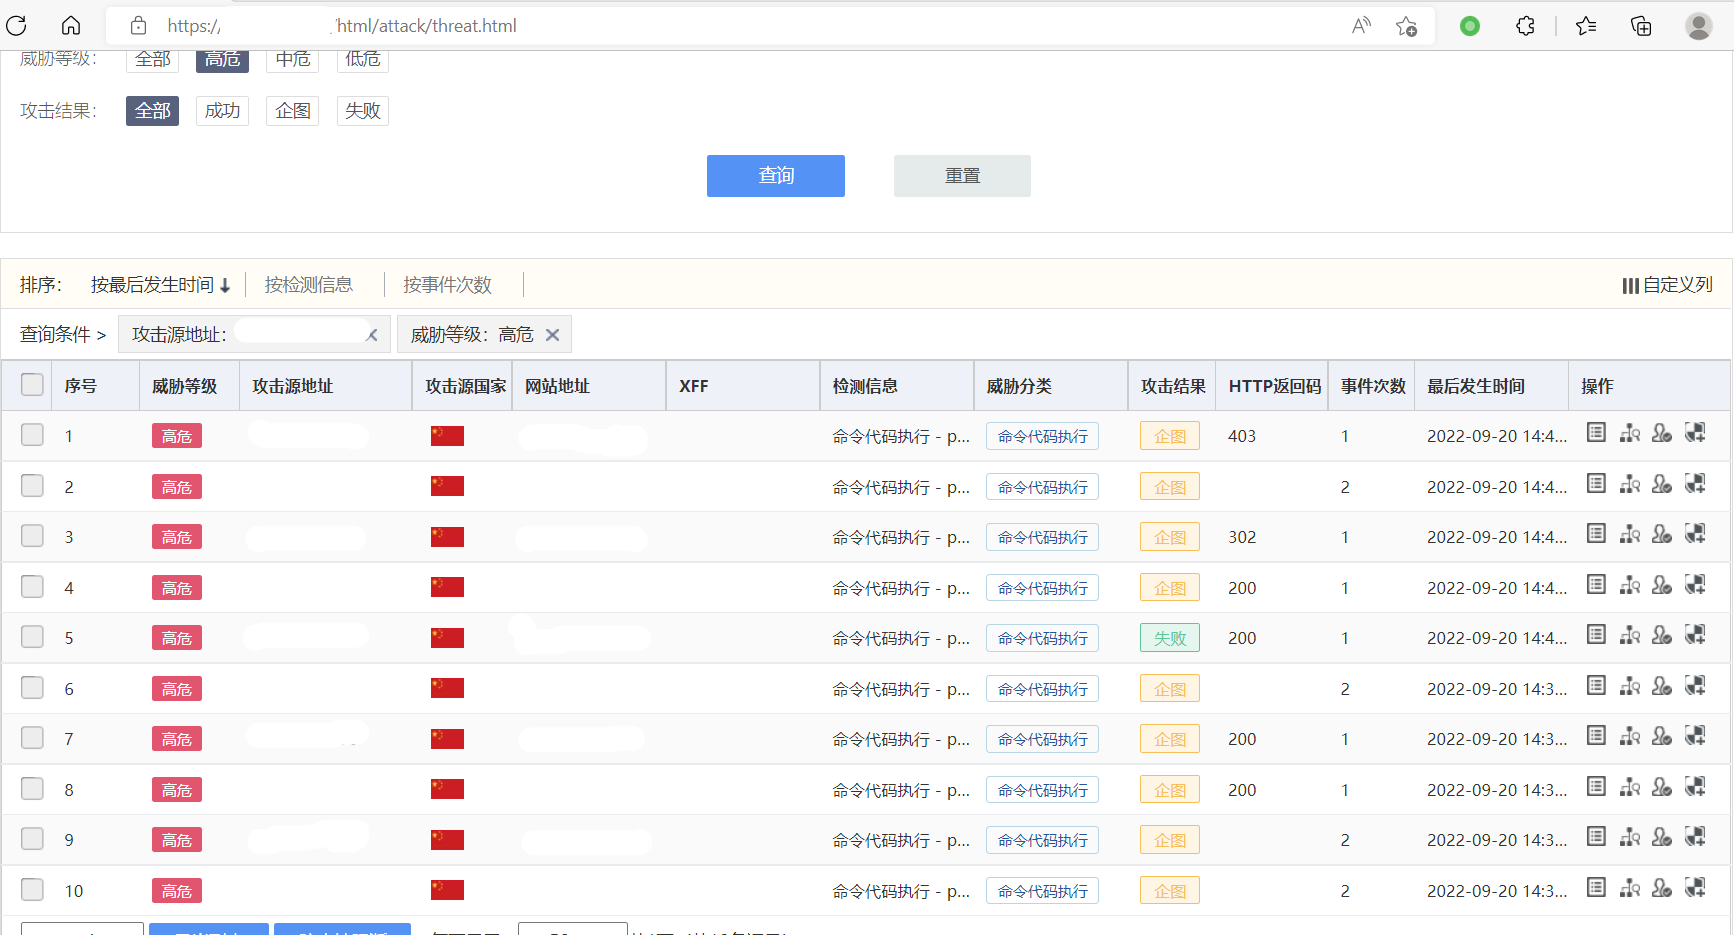 https:// /html/attack/threat.html
威胁等级： 全部 高危 中危 低危
攻击结果： 全部 成功 企图 失败
查询 重置
排序： 按最后发生时间 按检测信息 按事件次数 自定义列
查询条件 > 攻击源地址： 威胁等级：高危
序号 威胁等级 攻击源地址 攻击源国家 网站地址 XFF 检测信息 威胁分类 攻击结果 HTTP返回码 事件次数 最后发生时间 操作
1 高危 命令代码执行 - p... 命令代码执行 企图 403 1 2022-09-20 14:4...
2 高危 命令代码执行 - p... 命令代码执行 企图 2 2022-09-20 14:4...
3 高危 命令代码执行 - p... 命令代码执行 企图 302 1 2022-09-20 14:4...
4 高危 命令代码执行 - p... 命令代码执行 企图 200 1 2022-09-20 14:4...
5 高危 命令代码执行 - p... 命令代码执行 失败 200 1 2022-09-20 14:4...
6 高危 命令代码执行 - p... 命令代码执行 企图 2 2022-09-20 14:3...
7 高危 命令代码执行 - p... 命令代码执行 企图 200 1 2022-09-20 14:3...
8 高危 命令代码执行 - p... 命令代码执行 企图 200 1 2022-09-20 14:3...
9 高危 命令代码执行 - p... 命令代码执行 企图 2 2022-09-20 14:3...
10 高危 命令代码执行 - p... 命令代码执行 企图 2 2022-09-20 14:3...